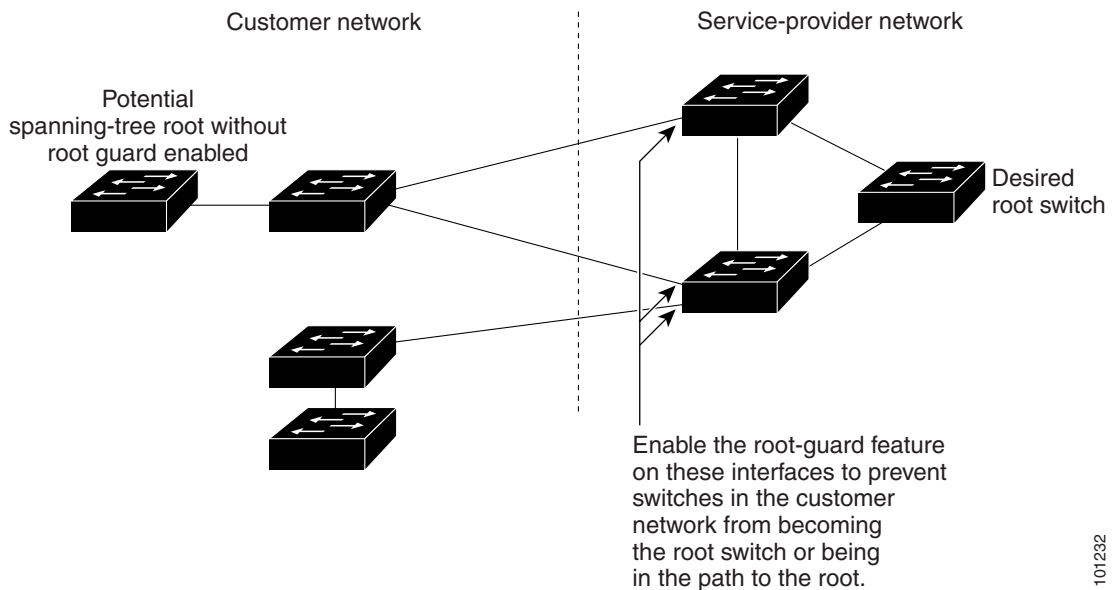 Customer network
Service-provider network
Potential
spanning-tree root without
root guard enabled
Desired
root switch
Enable the root-guard feature
on these interfaces to prevent
switches in the customer
network from becoming
the root switch or being
in the path to the root.
101232